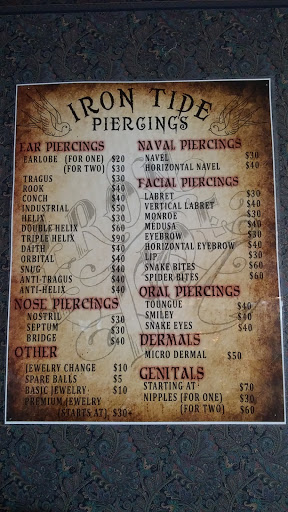 IRON TIDE
PIERCINGS
EAR PIERCINGS
EARLOBE (FOR ONE) $20
(FOR TWO) $30
TRAGUS $30
ROOK $40
CONCH $40
INDUSTRIAL $50
HELIX $30
DOUBLE HELIX $60
TRIPLE HELIX $90
DAITH $40
ORBITAL $40
SNUG $40
ANTI-TRAGUS $40
ANTI-HELIX $40
NOSE PIERCINGS
NOSTRIL $30
SEPTUM $30
BRIDGE $40
OTHER
JEWELRY CHANGE $10
SPARE BALLS $5
BASIC JEWELRY $10
PREMIUM JEWELRY
(STARTS AT) $30+
NAVAL PIERCINGS
NAVEL $30
HORIZONTAL NAVEL $40
FACIAL PIERCINGS
LABRET $30
VERTICAL LABRET $40
MONROE $30
MEDUSA $40
EYEBROW $30
HORIZONTAL EYEBROW $40
LIP $30
SNAKE BITES $60
SPIDER BITES $60
ORAL PIERCINGS
TOUNGUE $40
SMILEY $40
SNAKE EYES $40
DERMALS
MICRO DERMAL $50
GENITALS
STARTING AT $70
NIPPLES (FOR ONE) $30
(FOR TWO) $60